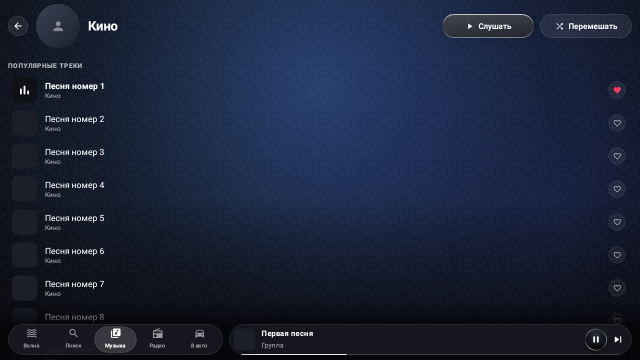 Кино
Слушать
Перемешать
ПОПУЛЯРНЫЕ ТРЕКИ
Песня номер 1
Кино
Песня номер 2
Кино
Песня номер 3
Кино
Песня номер 4
Кино
Песня номер 5
Кино
Песня номер 6
Кино
Песня номер 7
Кино
Песня номер 8
Волна
Поиск
Музыка
Радио
В авто
Первая песня
Группа